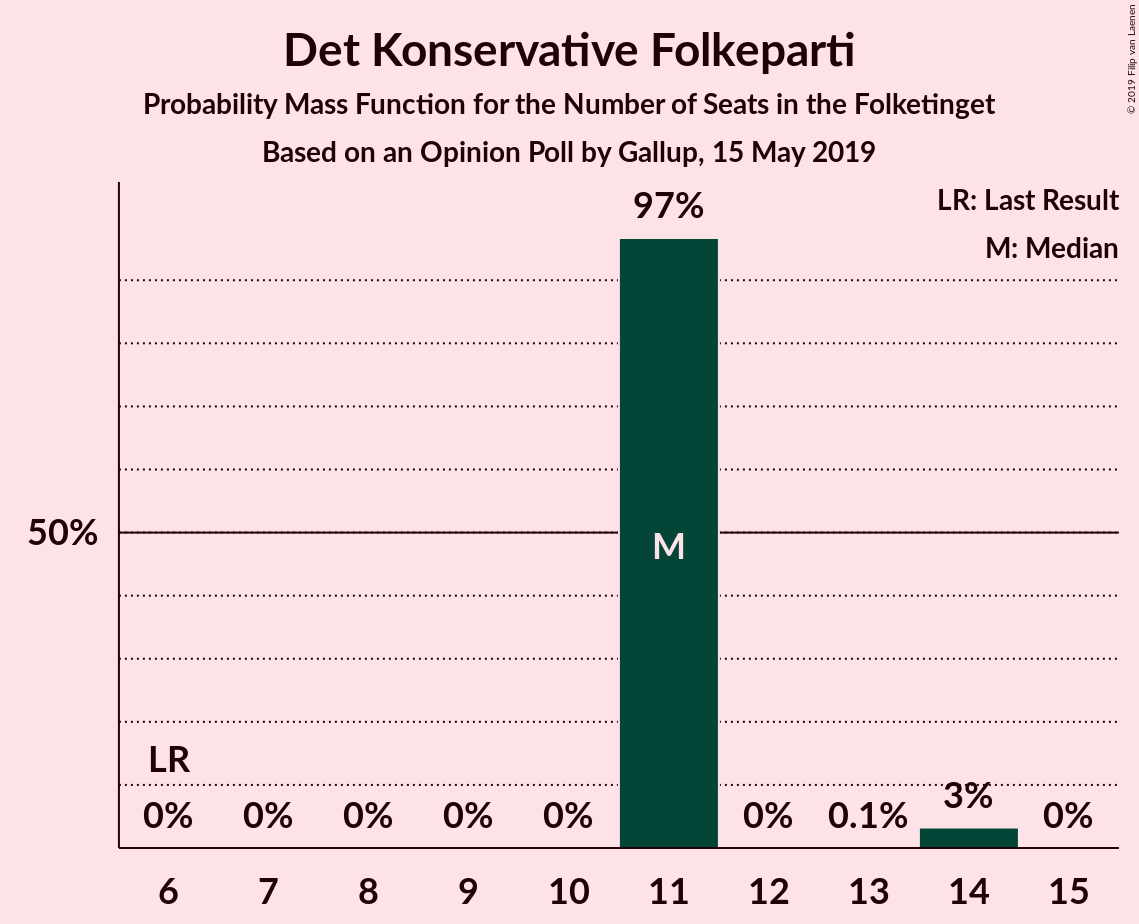 Det Konservative Folkeparti
Probability Mass Function for the Number of Seats in the Folketinget
Based on an Opinion Poll by Gallup, 15 May 2019
© 2019 Filip van Laenen
LR: Last Result
M: Median
97%
50%
M
LR
0%
0%
0%
0%
0%
0%
0.1%
3%
0%
6
7
8
9
10
11
12
13
14
15